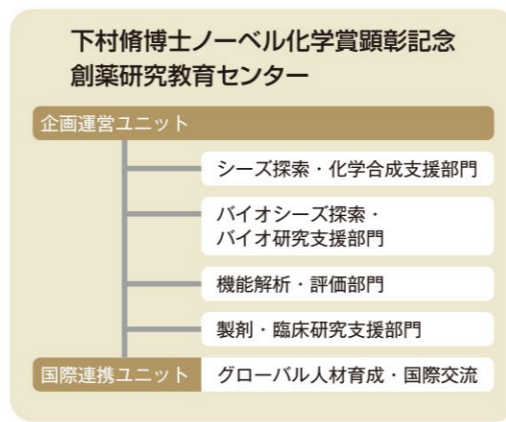 下村脩博士ノーベル化学賞顕彰記念
創薬研究教育センター
企画運営ユニット
シーズ探索・化学合成支援部門
バイオシーズ探索・
バイオ研究支援部門
機能解析・評価部門
製剤・臨床研究支援部門
国際連携ユニット グローバル人材育成・国際交流